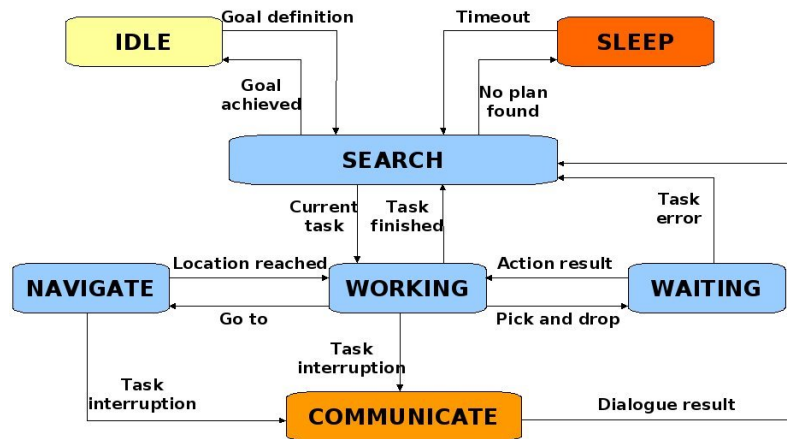 Goal definition
Timeout
IDLE
SLEEP
Goal
achieved
No plan
found
SEARCH
Current
task
Task
finished
Task
error
Location reached
Action result
NAVIGATE
WORKING
WAITING
Go to
Pick and drop
Task
interruption
Task
interruption
COMMUNICATE
Dialogue result